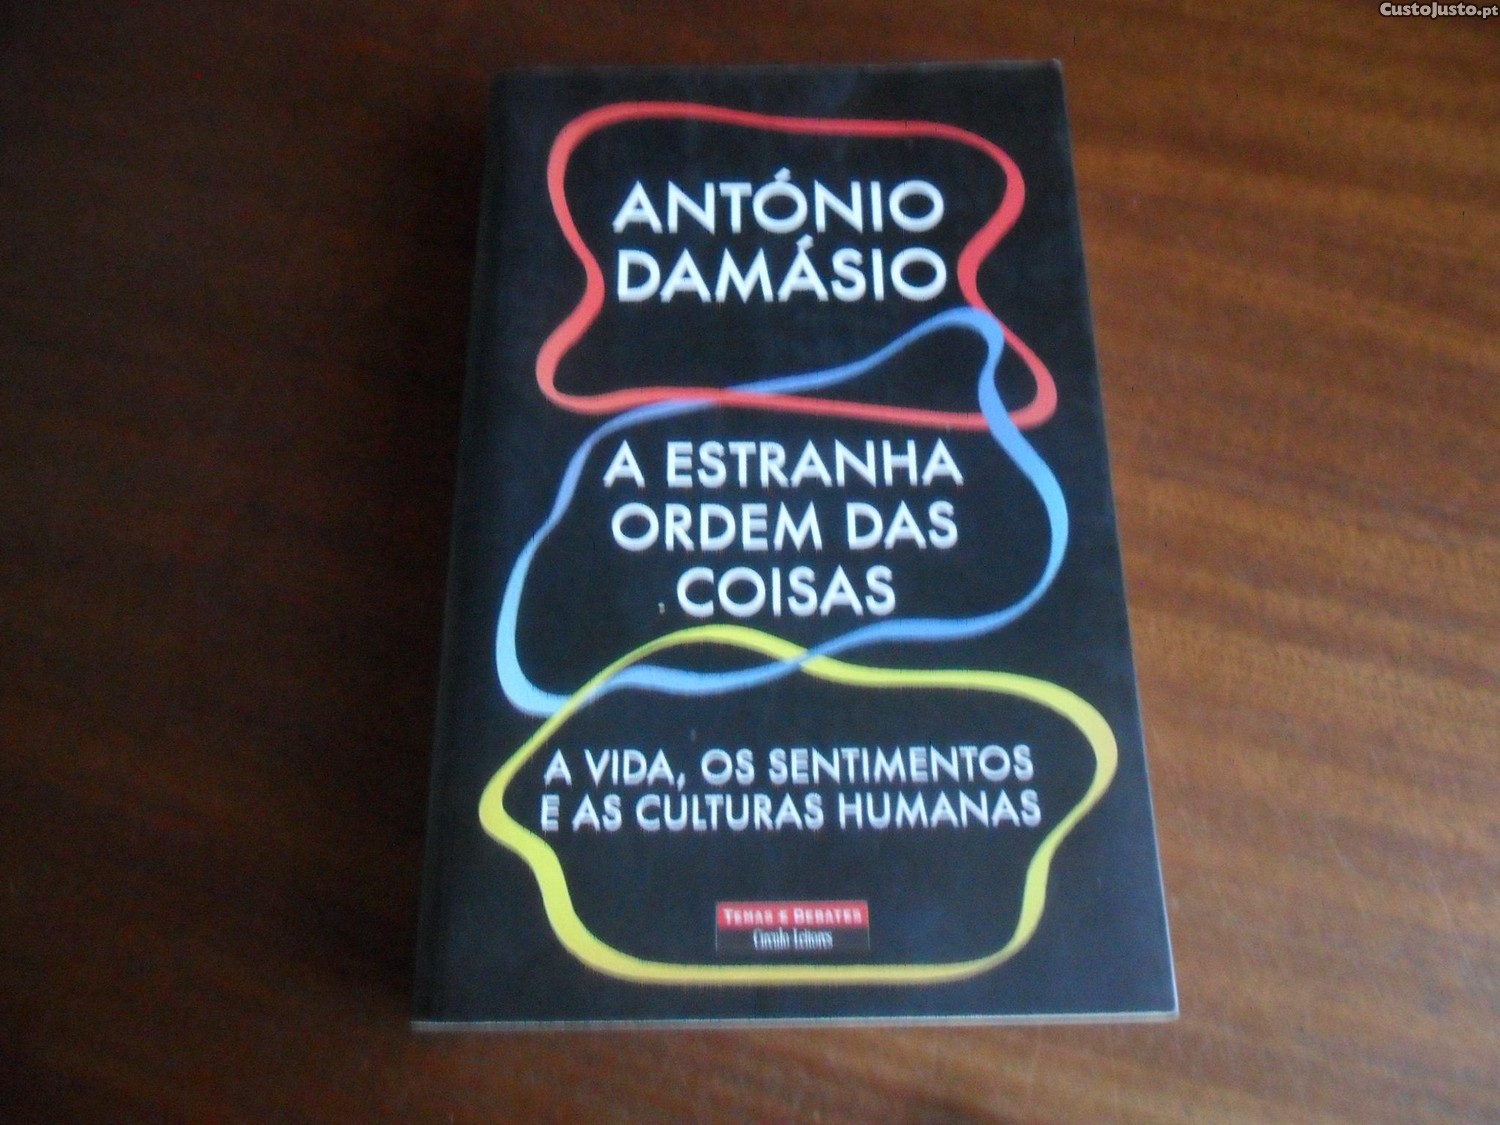 CustoJusto.pt
ANTÓNIO
DAMÁSIO
A ESTRANHA
ORDEM DAS
COISAS
A VIDA, OS SENTIMENTOS
E AS CULTURAS HUMANAS
TEMAS E DEBATES
Círculo Leitores